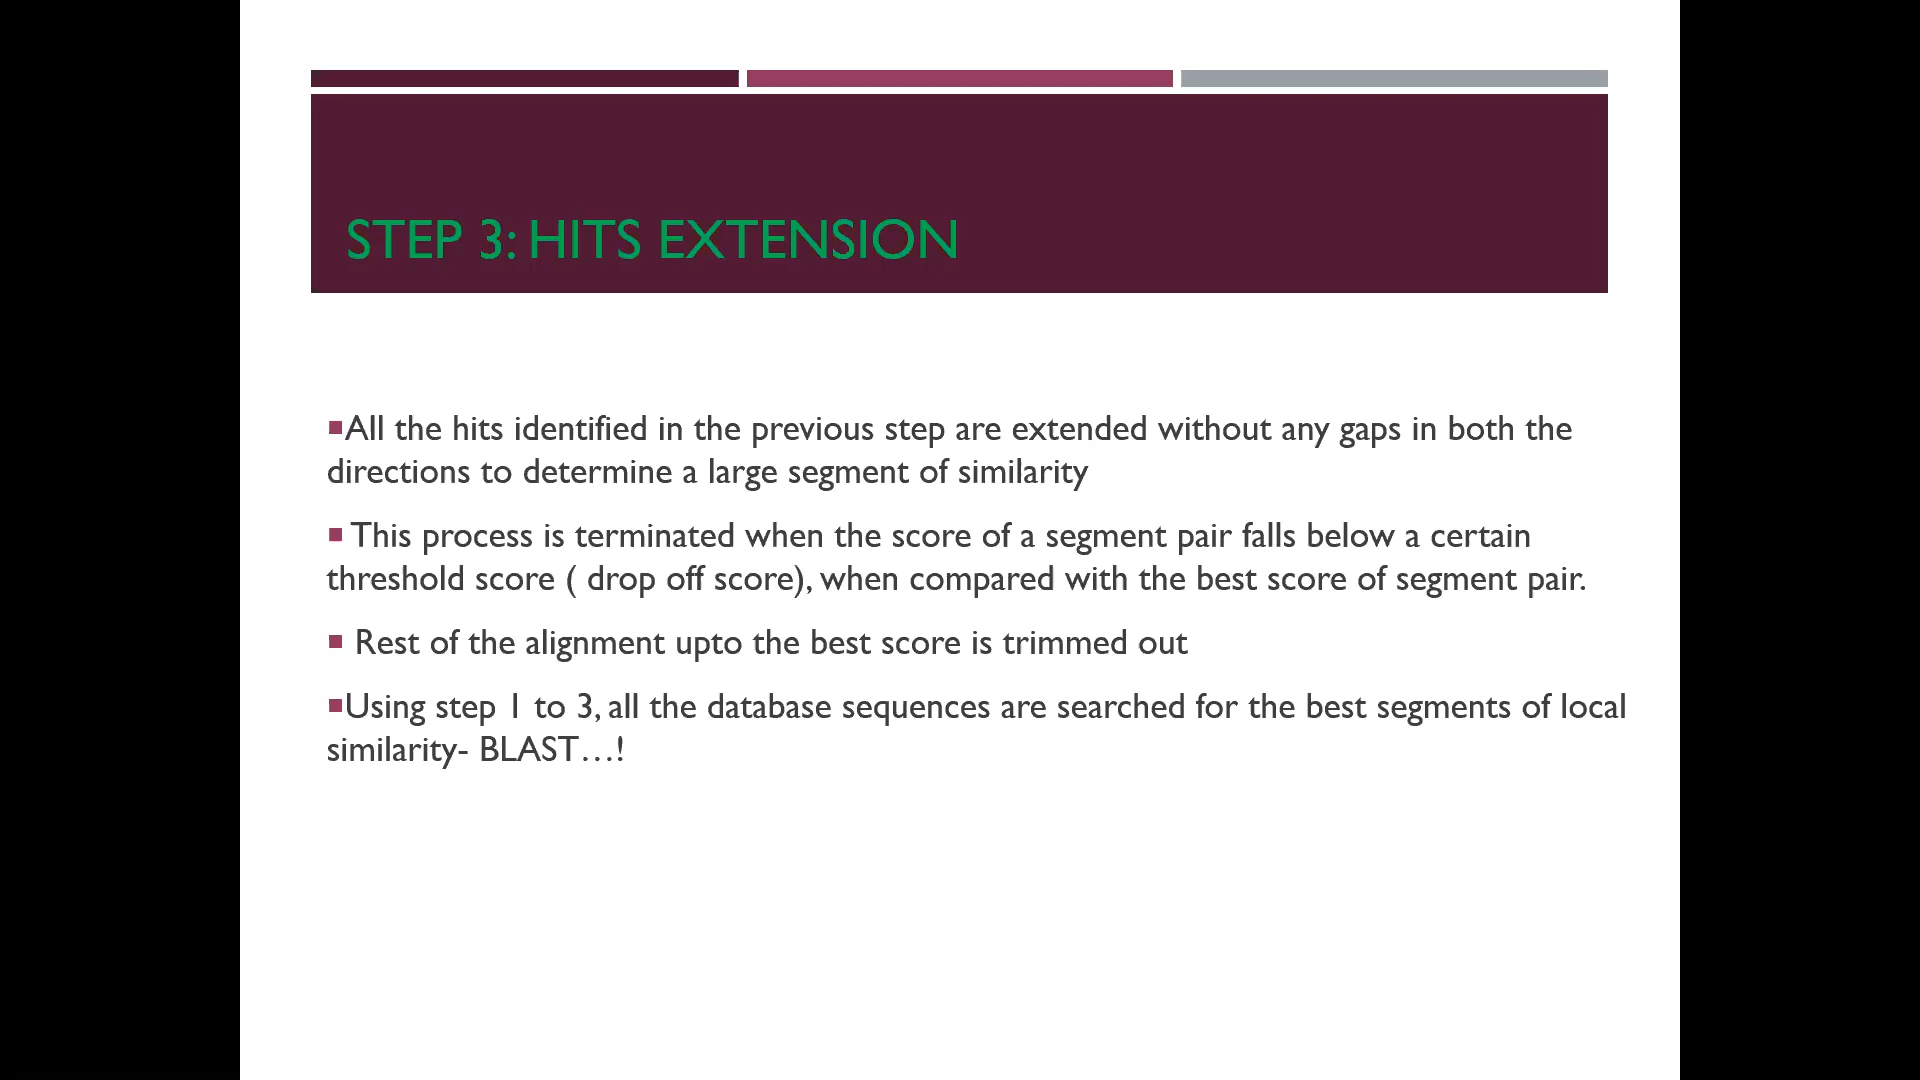 STEP 3: HITS EXTENSION
▪All the hits identified in the previous step are extended without any gaps in both the
directions to determine a large segment of similarity
▪ This process is terminated when the score of a segment pair falls below a certain
threshold score ( drop off score), when compared with the best score of segment pair.
▪ Rest of the alignment upto the best score is trimmed out
▪Using step 1 to 3, all the database sequences are searched for the best segments of local
similarity- BLAST…!